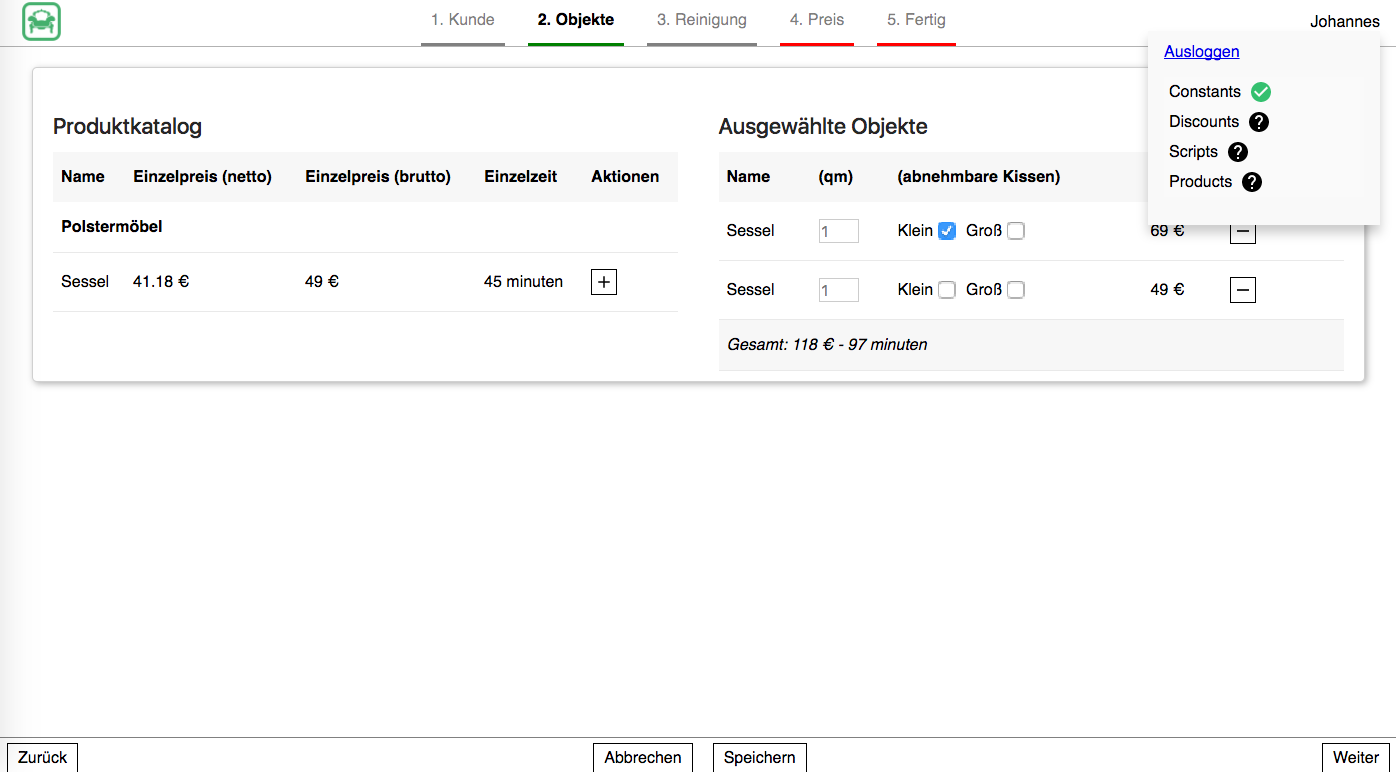 1. Kunde 2. Objekte 3. Reinigung 4. Preis 5. Fertig Johannes
Ausloggen
Constants
Discounts
Scripts
Products
Produktkatalog
Name Einzelpreis (netto) Einzelpreis (brutto) Einzelzeit Aktionen
Polstermöbel
Sessel 41.18 € 49 € 45 minuten +
Ausgewählte Objekte
Name (qm) (abnehmbare Kissen)
Sessel 1 Klein Groß 69 € −
Sessel 1 Klein Groß 49 € −
Gesamt: 118 € - 97 minuten
Zurück Abbrechen Speichern Weiter